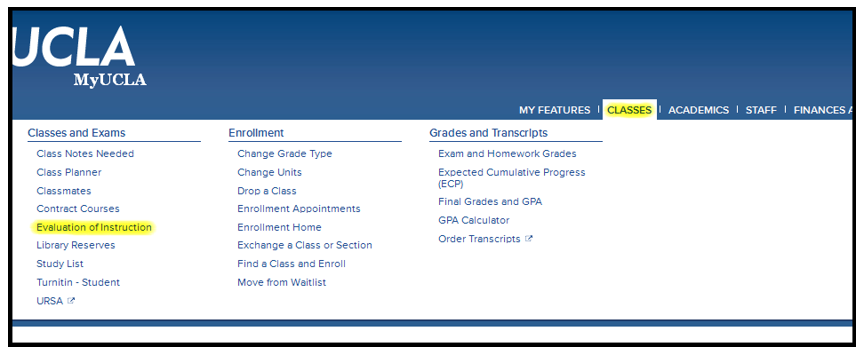 UCLA
MyUCLA
MY FEATURES | CLASSES | ACADEMICS | STAFF | FINANCES A
Classes and Exams
Class Notes Needed
Class Planner
Classmates
Contract Courses
Evaluation of Instruction
Library Reserves
Study List
Turnitin - Student
URSA
Enrollment
Change Grade Type
Change Units
Drop a Class
Enrollment Appointments
Enrollment Home
Exchange a Class or Section
Find a Class and Enroll
Move from Waitlist
Grades and Transcripts
Exam and Homework Grades
Expected Cumulative Progress
(ECP)
Final Grades and GPA
GPA Calculator
Order Transcripts